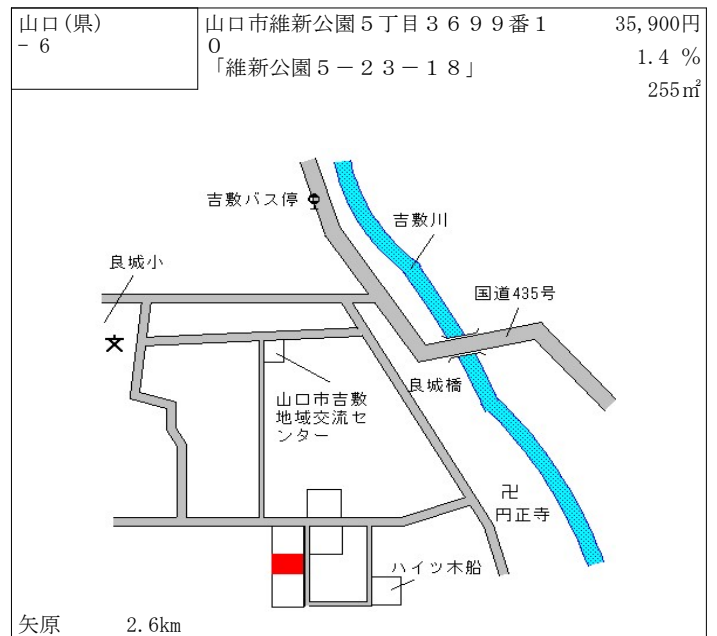 山口(県)
- 6
山口市維新公園５丁目３６９９番１
０
「維新公園５－２３－１８」
35,900円
1.4 %
255㎡
吉敷バス停
吉敷川
良城小
国道435号
文
良城橋
山口市吉敷
地域交流セ
ンター
卍
円正寺
ハイツ木船
矢原 2.6km